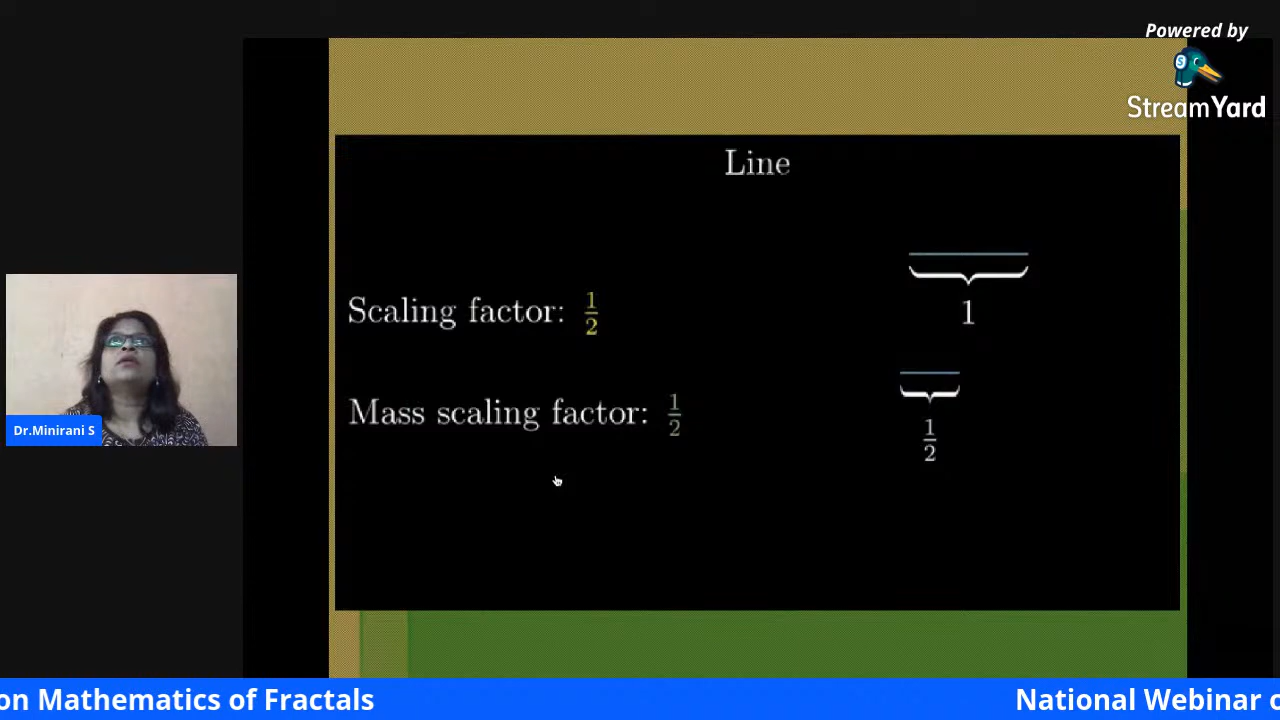 Powered by
StreamYard
Line
Scaling factor: 1/2
1
Mass scaling factor: 1/2
1/2
Dr.Minirani S
on Mathematics of Fractals
National Webinar o